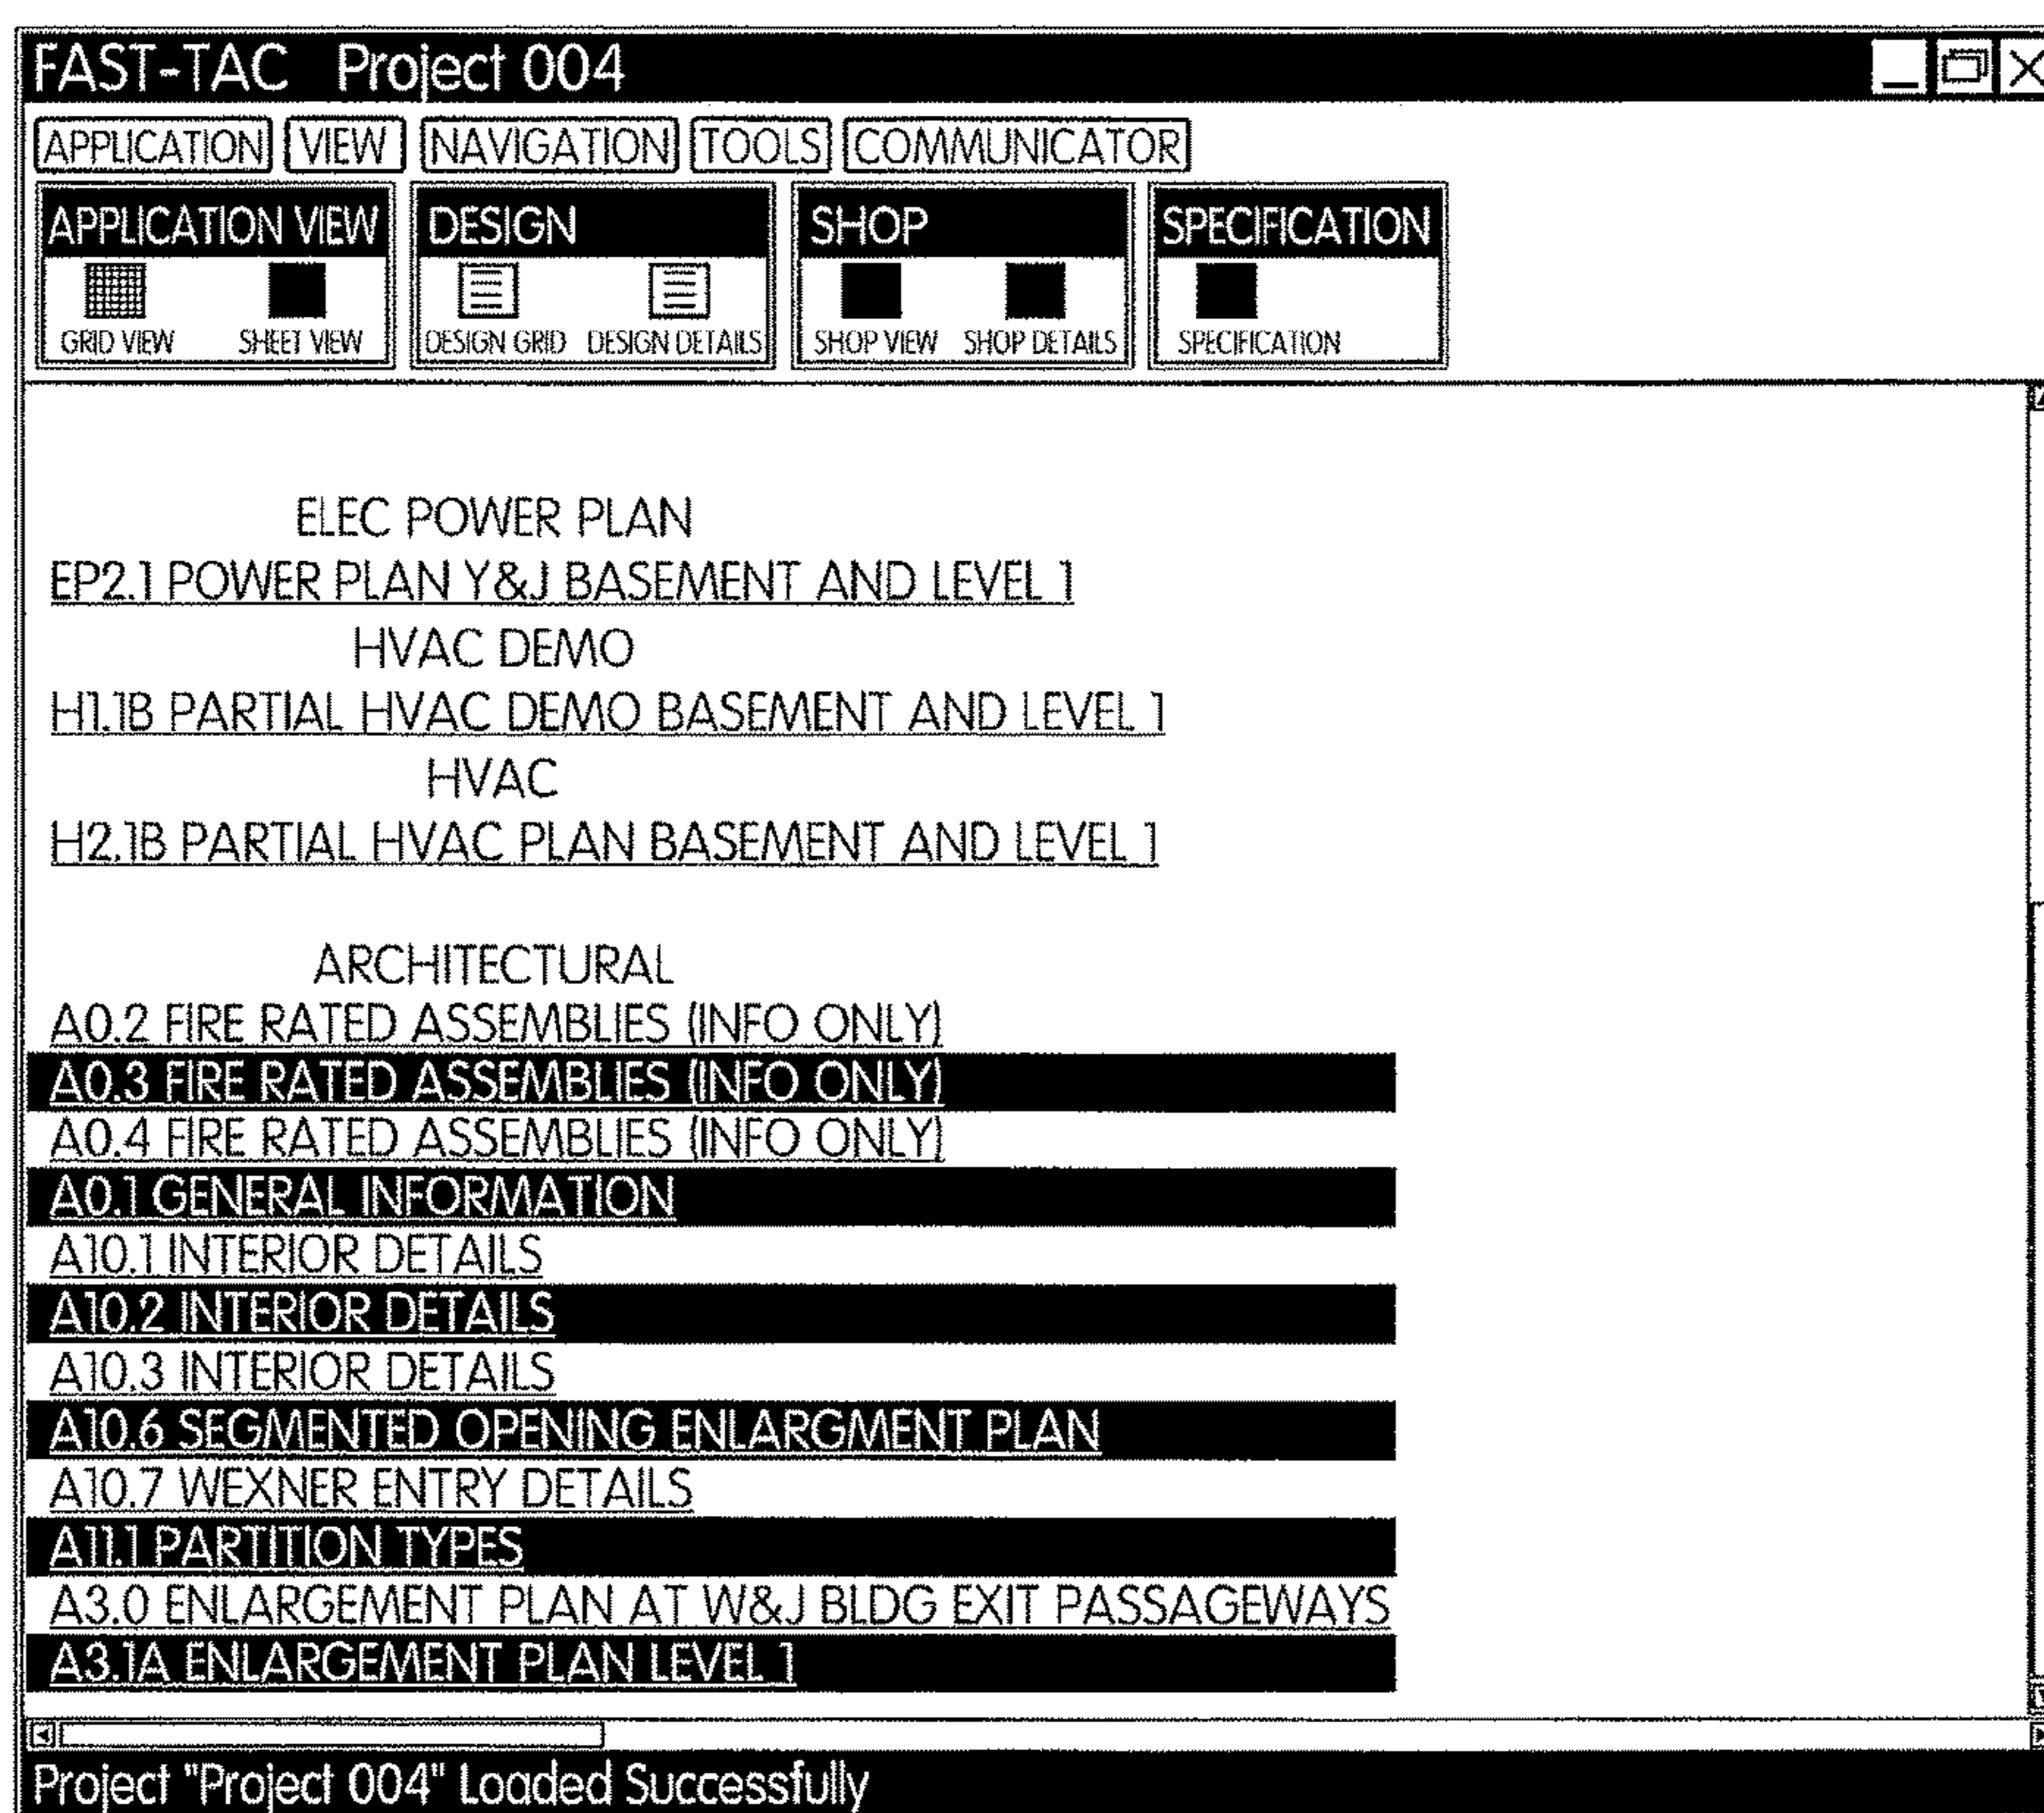 FAST-TAC Project 004
APPLICATION VIEW NAVIGATION TOOLS COMMUNICATOR
APPLICATION VIEW DESIGN SHOP SPECIFICATION
GRID VIEW SHEET VIEW DESIGN GRID DESIGN DETAILS SHOP VIEW SHOP DETAILS SPECIFICATION
ELEC POWER PLAN
EP2.1 POWER PLAN Y&J BASEMENT AND LEVEL 1
HVAC DEMO
H1.1B PARTIAL HVAC DEMO BASEMENT AND LEVEL 1
HVAC
H2.1B PARTIAL HVAC PLAN BASEMENT AND LEVEL 1
ARCHITECTURAL
A0.2 FIRE RATED ASSEMBLIES (INFO ONLY)
A0.3 FIRE RATED ASSEMBLIES (INFO ONLY)
A0.4 FIRE RATED ASSEMBLIES (INFO ONLY)
A0.1 GENERAL INFORMATION
A10.1 INTERIOR DETAILS
A10.2 INTERIOR DETAILS
A10.3 INTERIOR DETAILS
A10.6 SEGMENTED OPENING ENLARGMENT PLAN
A10.7 WEXNER ENTRY DETAILS
A11.1 PARTITION TYPES
A3.0 ENLARGEMENT PLAN AT W&J BLDG EXIT PASSAGEWAYS
A3.1A ENLARGEMENT PLAN LEVEL 1
Project "Project 004" Loaded Successfully